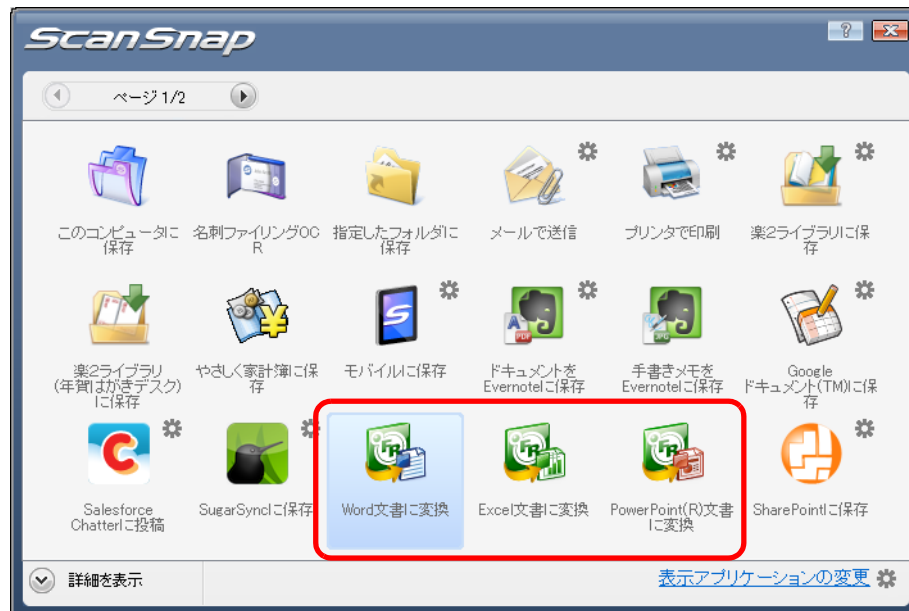 ScanSnap
ページ 1/2
このコンピュータに
保存
名刺ファイリングOC
R
指定したフォルダに
保存
メールで送信
プリンタで印刷
楽2ライブラリに保
存
楽2ライブラリ
(年賀はがきデスク)
に保存
やさしく家計簿に保
存
モバイルに保存
ドキュメントを
Evernoteに保存
手書きメモを
Evernoteに保存
Google
ドキュメント(TM)に保
存
Salesforce
Chatterに投稿
SugarSyncに保存
Word文書に変換
Excel文書に変換
PowerPoint(R)文書
に変換
SharePointに保存
詳細を表示
表示アプリケーションの変更